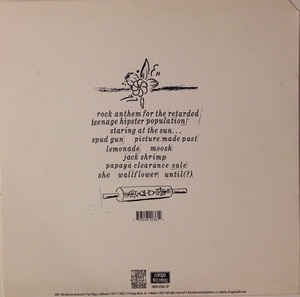 rock anthem for the retarded
teenage hipster population
staring at the sun...
spud gun picture made past
lemonade moosh
jack shrimp
papaya clearance sale
she wallflower until(?)